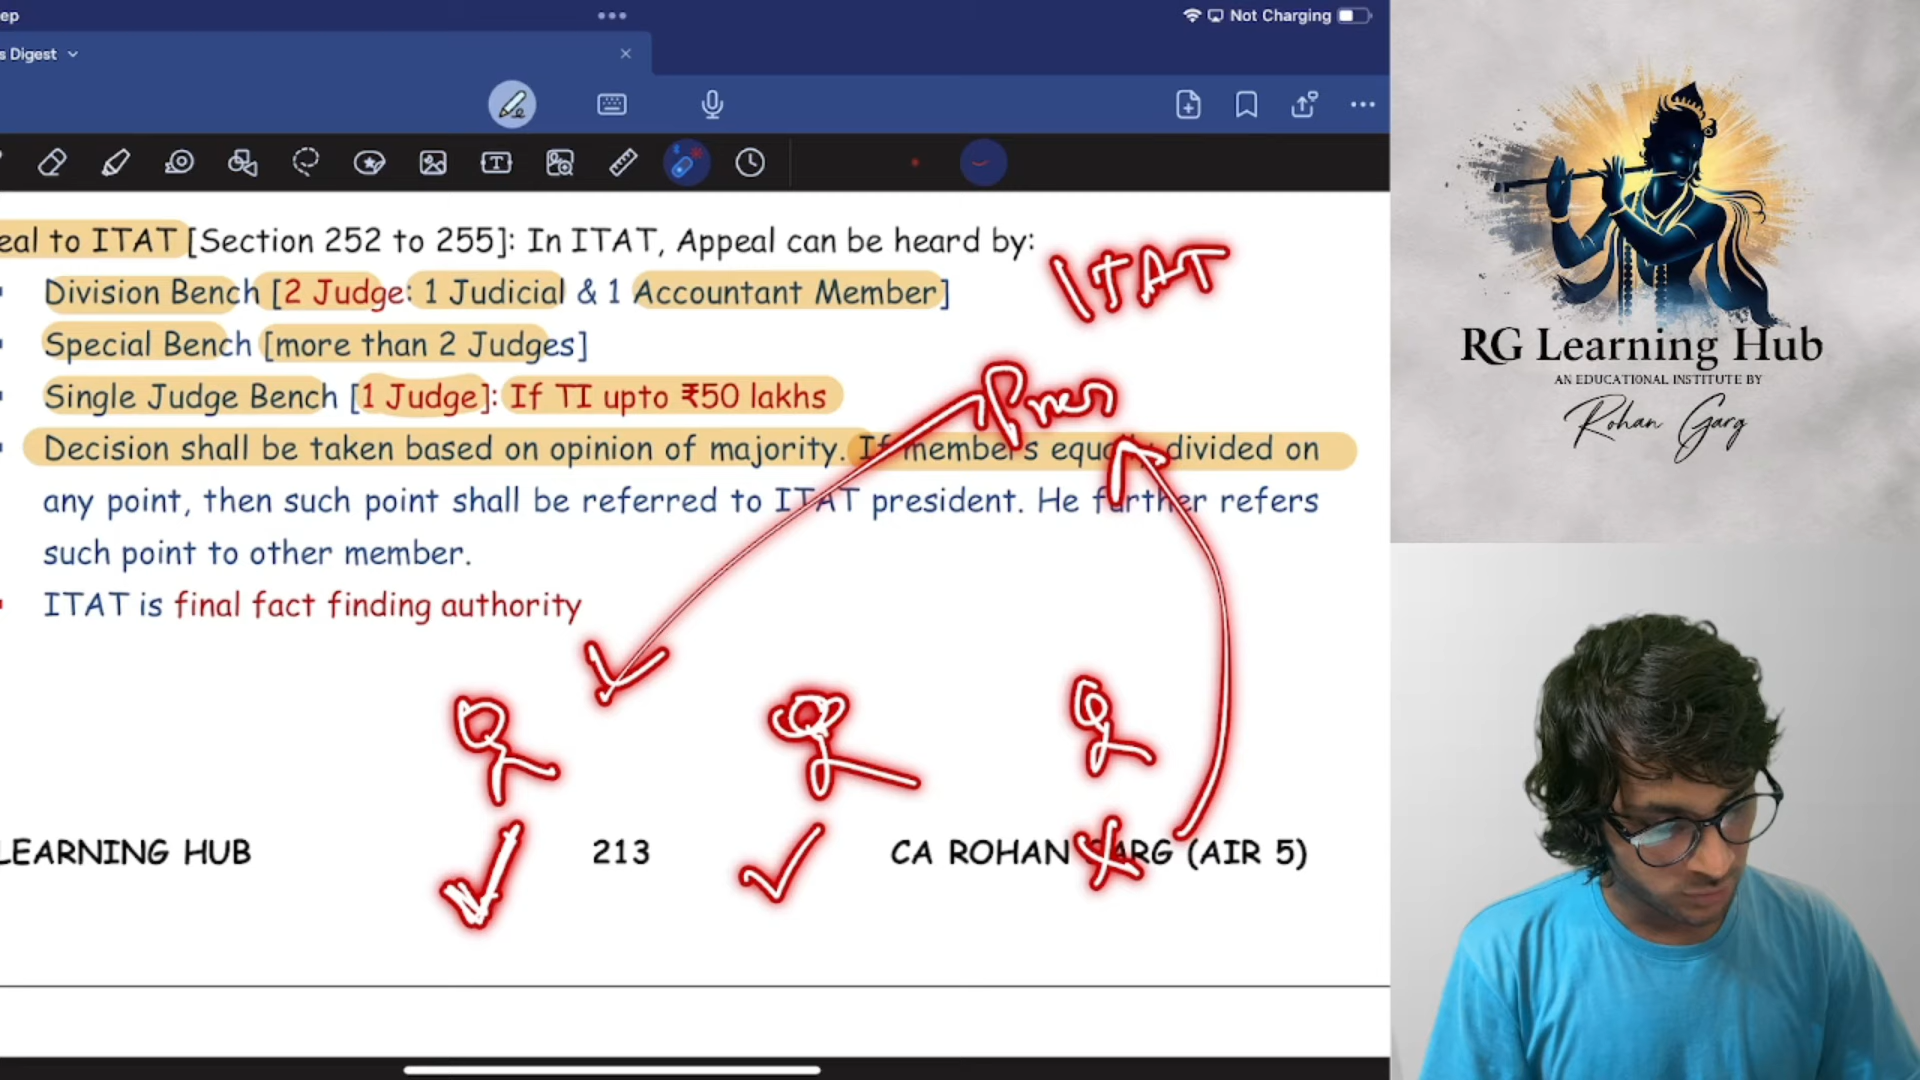 ep
Not Charging
s Digest
eal to ITAT [Section 252 to 255]: In ITAT, Appeal can be heard by:
ITAT
Division Bench [2 Judge: 1 Judicial & 1 Accountant Member]
Special Bench [more than 2 Judges]
Single Judge Bench [1 Judge]: If TI upto ₹50 lakhs
Pres
Decision shall be taken based on opinion of majority. If members equally divided on
any point, then such point shall be referred to ITAT president. He further refers
such point to other member.
ITAT is final fact finding authority
LEARNING HUB
213
CA ROHAN GARG (AIR 5)
RG Learning Hub
AN EDUCATIONAL INSTITUTE BY
Rohan Garg